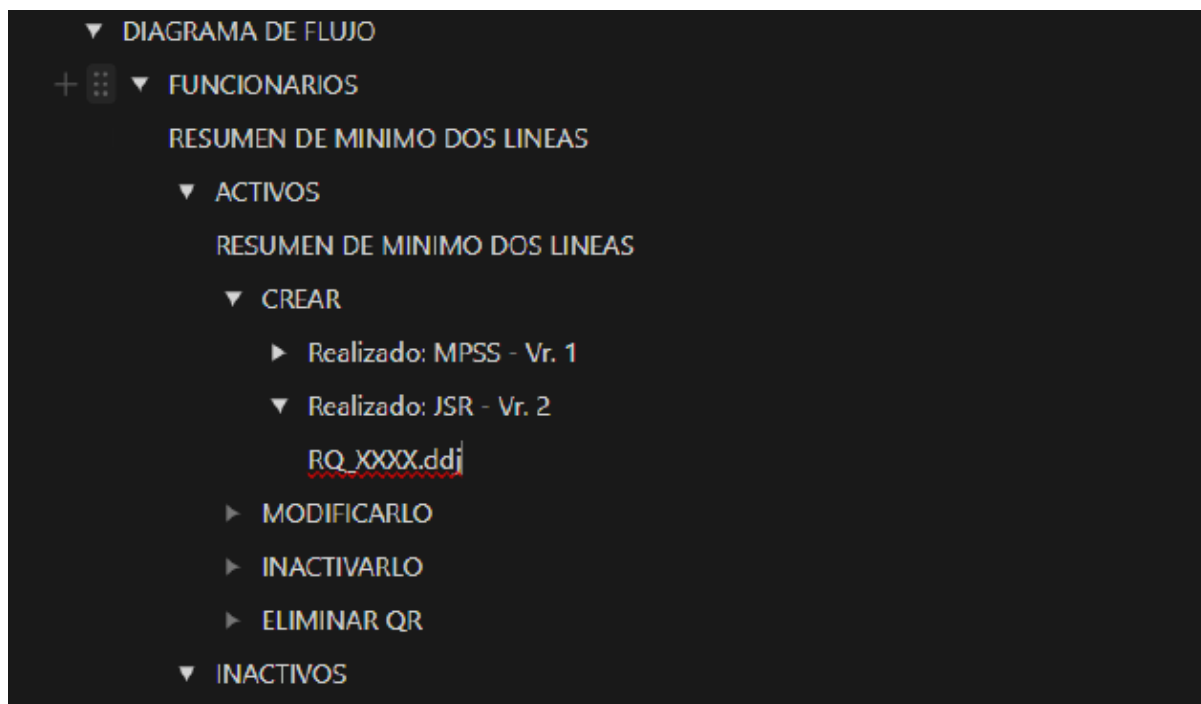 DIAGRAMA DE FLUJO
FUNCIONARIOS
RESUMEN DE MINIMO DOS LINEAS
ACTIVOS
RESUMEN DE MINIMO DOS LINEAS
CREAR
Realizado: MPSS - Vr. 1
Realizado: JSR - Vr. 2
RQ_XXXX.ddj
MODIFICARLO
INACTIVARLO
ELIMINAR QR
INACTIVOS